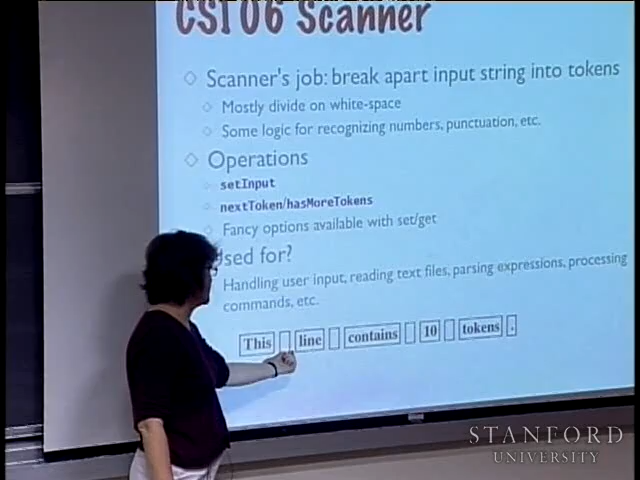 CS106 Scanner
Scanner's job: break apart input string into tokens
Mostly divide on white-space
Some logic for recognizing numbers, punctuation, etc.
Operations
setInput
nextToken/hasMoreTokens
Fancy options available with set/get
Used for?
Handling user input, reading text files, parsing expressions, processing
commands, etc.
This line contains 10 tokens .
STANFORD
UNIVERSITY